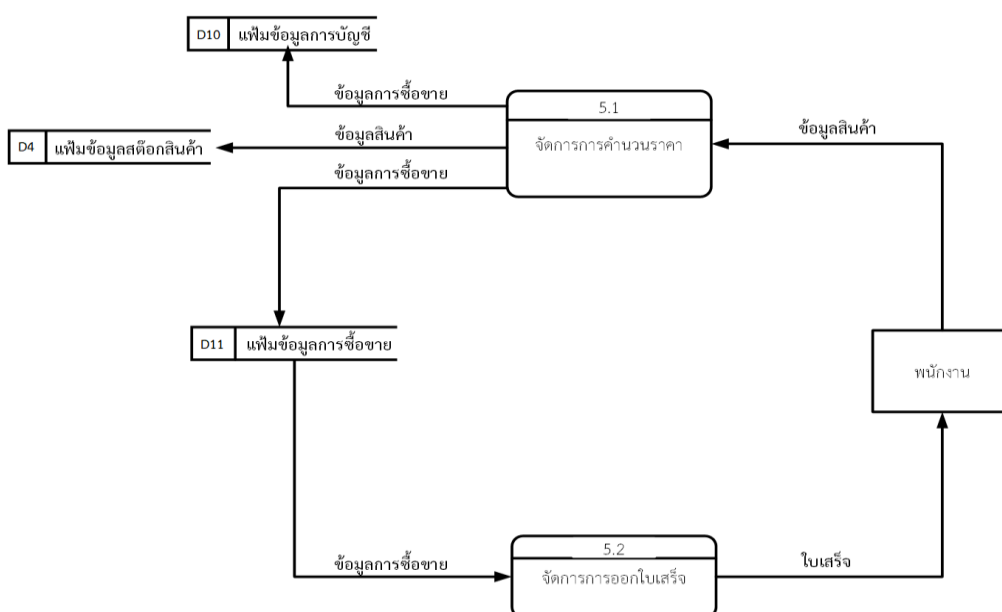 D10 แฟ้มข้อมูลการบัญชี
ข้อมูลการซื้อขาย
5.1
ข้อมูลสินค้า
ข้อมูลสินค้า
D4 แฟ้มข้อมูลสต๊อกสินค้า
จัดการการคำนวนราคา
ข้อมูลการซื้อขาย
D11 แฟ้มข้อมูลการซื้อขาย
พนักงาน
5.2
ข้อมูลการซื้อขาย
จัดการการออกใบเสร็จ
ใบเสร็จ